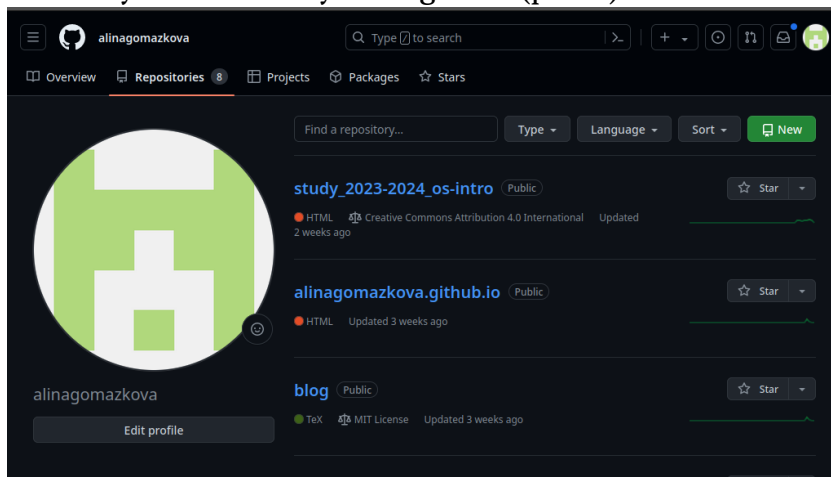 alinagomazkova
Type / to search
Overview
Repositories 8
Projects
Packages
Stars
Find a repository...
Type
Language
Sort
New
study_2023-2024_os-intro Public
Star
HTML Creative Commons Attribution 4.0 International Updated
2 weeks ago
alinagomazkova.github.io Public
Star
HTML Updated 3 weeks ago
blog Public
Star
TeX MIT License Updated 3 weeks ago
alinagomazkova
Edit profile